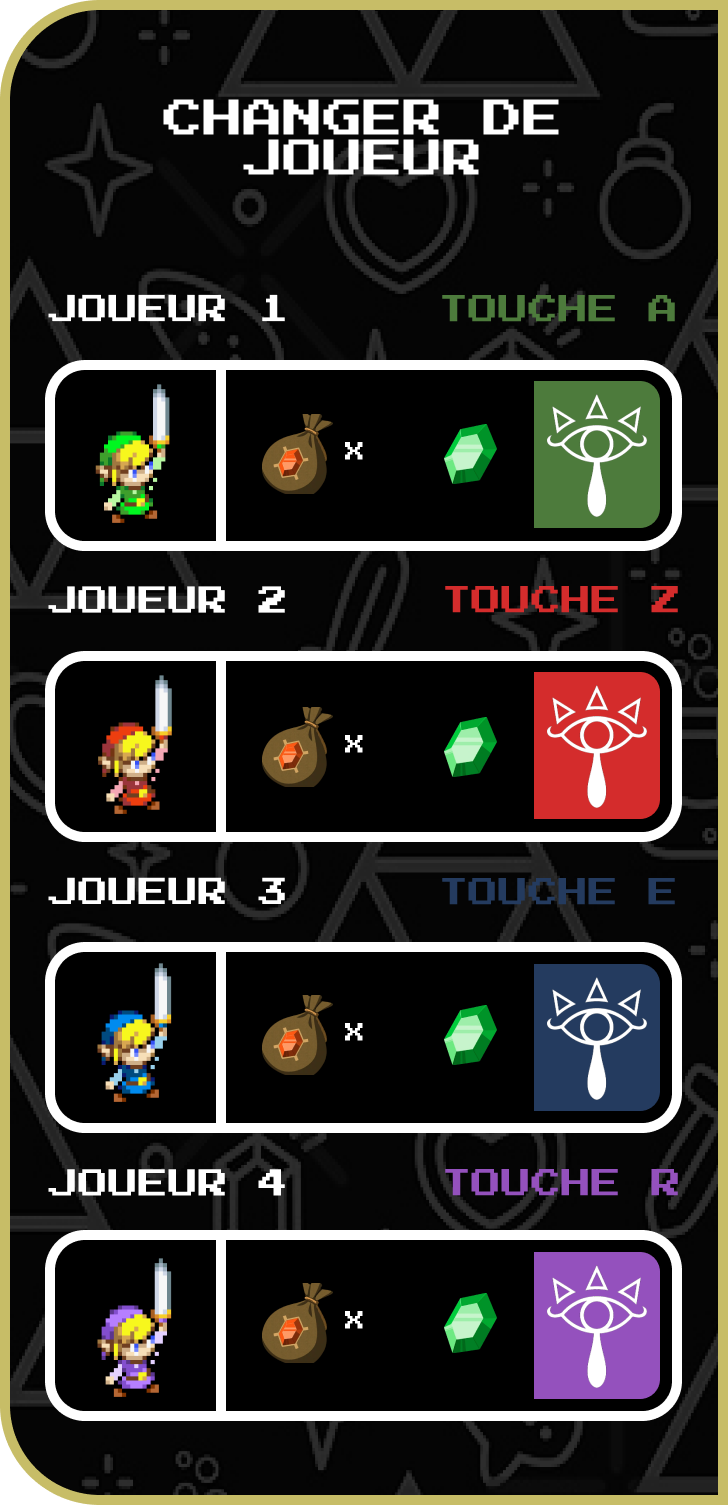 CHANGER DE
JOUEUR
JOUEUR 1 TOUCHE A
x
JOUEUR 2 TOUCHE Z
x
JOUEUR 3 TOUCHE E
x
JOUEUR 4 TOUCHE R
x